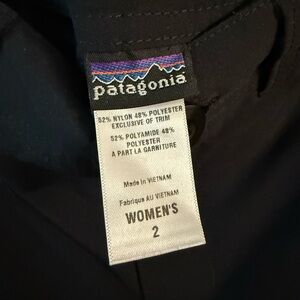 patagonia
52% NYLON 48% POLYESTER
EXCLUSIVE OF TRIM
52% POLYAMIDE 48%
POLYESTER
A PART LA GARNITURE
Made in VIETNAM
Fabriqué AU VIETNAM
WOMEN'S
2